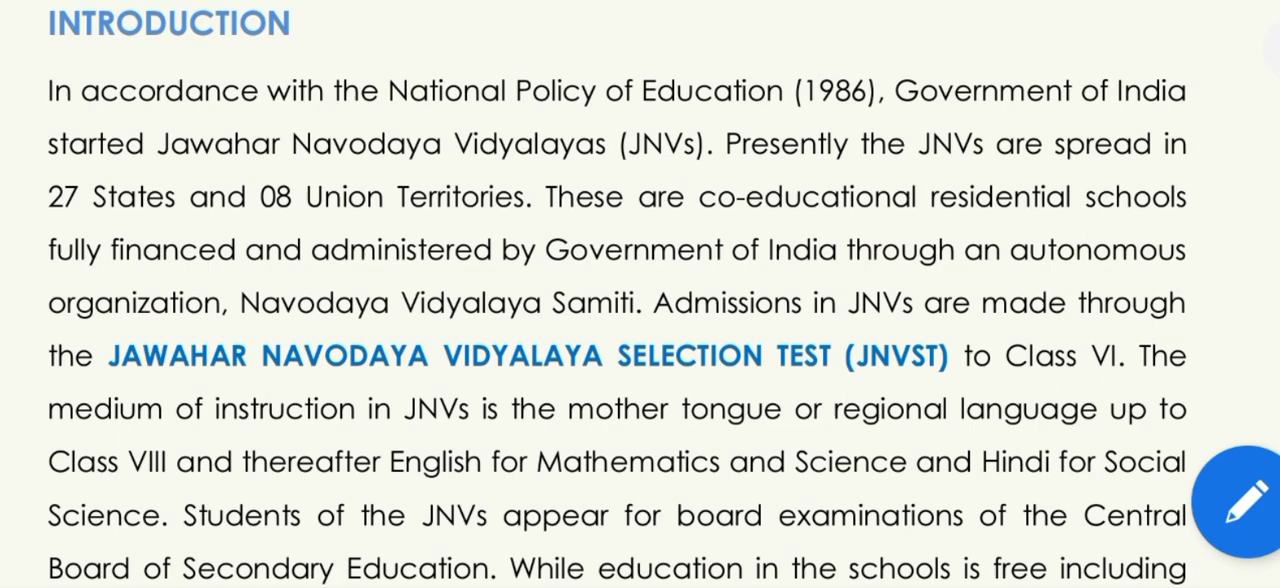 INTRODUCTION
In accordance with the National Policy of Education (1986), Government of India
started Jawahar Navodaya Vidyalayas (JNVs). Presently the JNVs are spread in
27 States and 08 Union Territories. These are co-educational residential schools
fully financed and administered by Government of India through an autonomous
organization, Navodaya Vidyalaya Samiti. Admissions in JNVs are made through
the JAWAHAR NAVODAYA VIDYALAYA SELECTION TEST (JNVST) to Class VI. The
medium of instruction in JNVs is the mother tongue or regional language up to
Class VIII and thereafter English for Mathematics and Science and Hindi for Social
Science. Students of the JNVs appear for board examinations of the Central
Board of Secondary Education. While education in the schools is free including